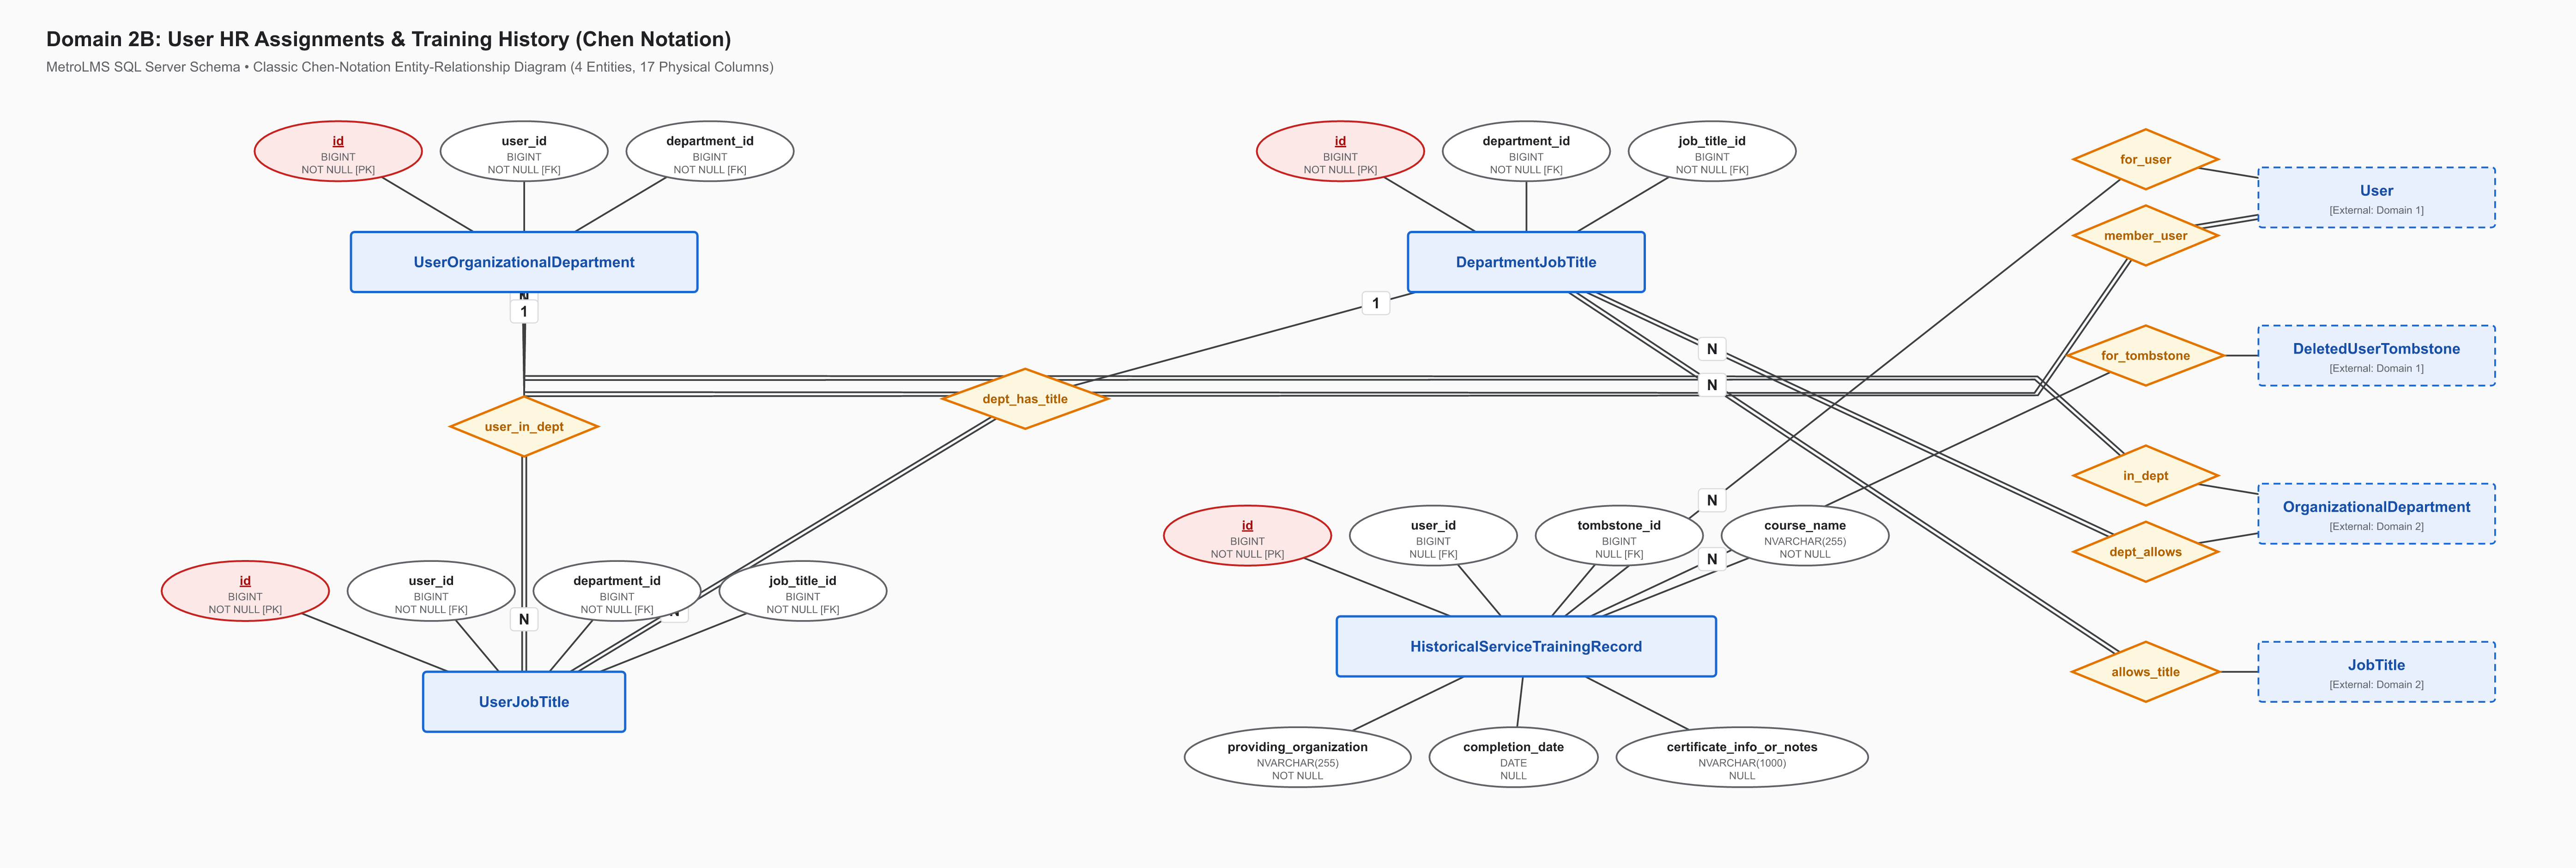 Domain 2B: User HR Assignments & Training History (Chen Notation)
MetroLMS SQL Server Schema • Classic Chen-Notation Entity-Relationship Diagram (4 Entities, 17 Physical Columns)
id
BIGINT
NOT NULL [PK]
user_id
BIGINT
NOT NULL [FK]
department_id
BIGINT
NOT NULL [FK]
UserOrganizationalDepartment
N
1
user_in_dept
id
BIGINT
NOT NULL [PK]
department_id
BIGINT
NOT NULL [FK]
job_title_id
BIGINT
NOT NULL [FK]
DepartmentJobTitle
1
dept_has_title
N
N
for_user
member_user
for_tombstone
in_dept
dept_allows
allows_title
User
[External: Domain 1]
DeletedUserTombstone
[External: Domain 1]
OrganizationalDepartment
[External: Domain 2]
JobTitle
[External: Domain 2]
id
BIGINT
NOT NULL [PK]
user_id
BIGINT
NOT NULL [FK]
department_id
BIGINT
NOT NULL [FK]
job_title_id
BIGINT
NOT NULL [FK]
N
N
UserJobTitle
N
N
id
BIGINT
NOT NULL [PK]
user_id
BIGINT
NULL [FK]
tombstone_id
BIGINT
NULL [FK]
course_name
NVARCHAR(255)
NOT NULL
HistoricalServiceTrainingRecord
providing_organization
NVARCHAR(255)
NOT NULL
completion_date
DATE
NULL
certificate_info_or_notes
NVARCHAR(1000)
NULL